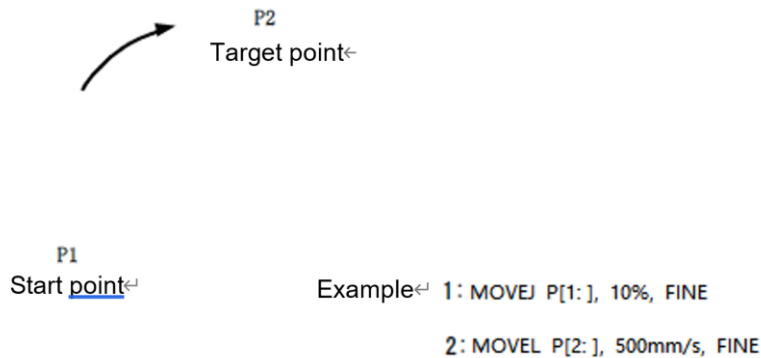 P2
Target point↵
P1
Start point↵
Example↵ 1: MOVEJ P[1: ], 10%, FINE
2: MOVEL P[2: ], 500mm/s, FINE